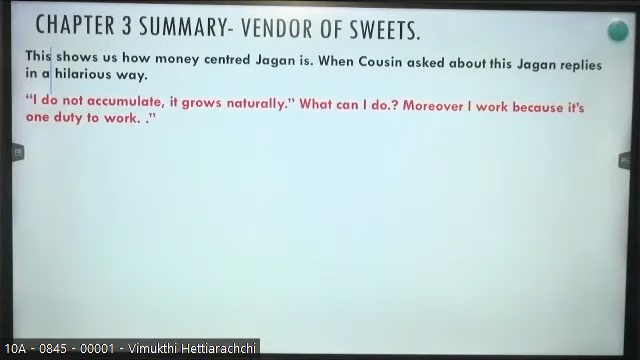 CHAPTER 3 SUMMARY- VENDOR OF SWEETS.
This shows us how money centred Jagan is. When Cousin asked about this Jagan replies
in a hilarious way.
“I do not accumulate, it grows naturally.” What can I do.? Moreover I work because it's
one duty to work. .”
10A - 0845 - 00001 - Vimukthi Hettiarachchi